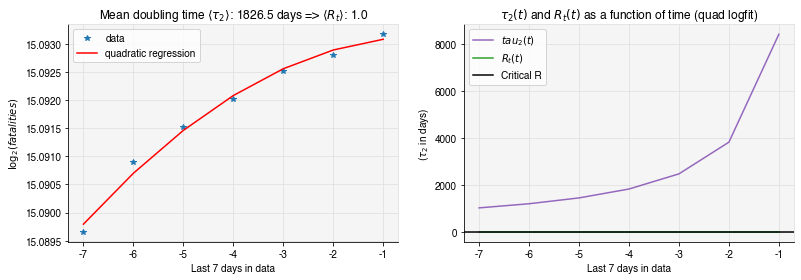 Mean doubling time ⟨τ₂⟩: 1826.5 days => ⟨Rₜ⟩: 1.0
data
quadratic regression
log₂(fatalities)
15.0930
15.0925
15.0920
15.0915
15.0910
15.0905
15.0900
15.0895
-7 -6 -5 -4 -3 -2 -1
Last 7 days in data
τ₂(t) and Rₜ(t) as a function of time (quad logfit)
tau₂(t)
Rₜ(t)
Critical R
(τ₂ in days)
8000
6000
4000
2000
0
-7 -6 -5 -4 -3 -2 -1
Last 7 days in data